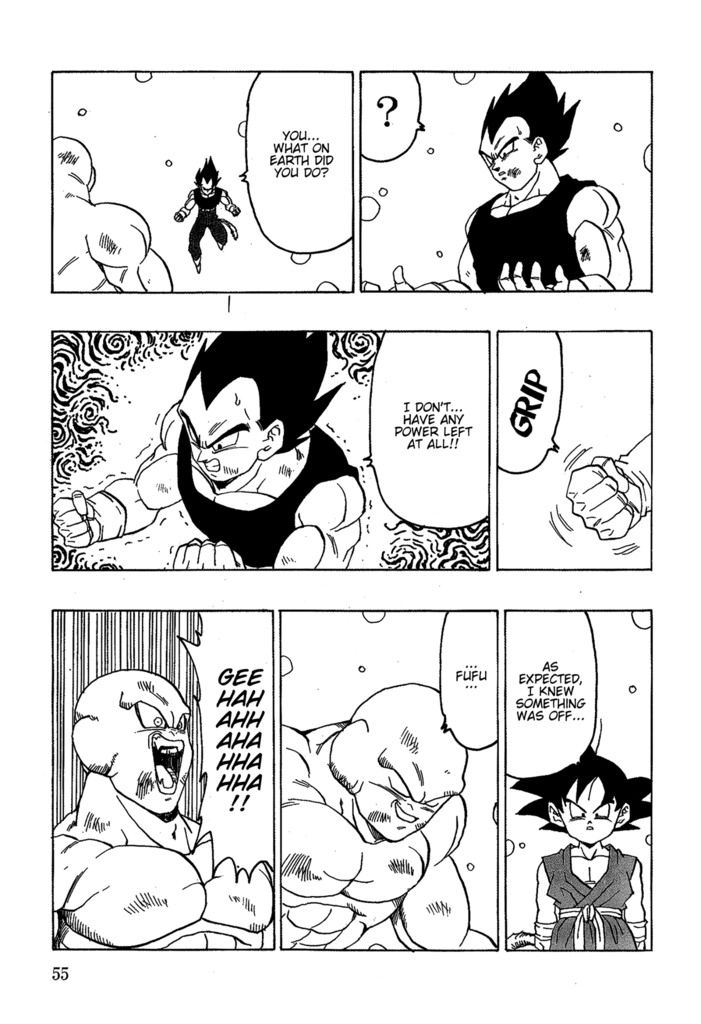 ?
YOU...
WHAT ON
EARTH DID
YOU DO?
GRIP
I DON'T...
HAVE ANY
POWER LEFT
AT ALL!!
AS
EXPECTED,
I KNEW
SOMETHING
WAS OFF...
...
FUFU
...
GEE
HAH
AHH
AHA
HHA
HHA
!!
55